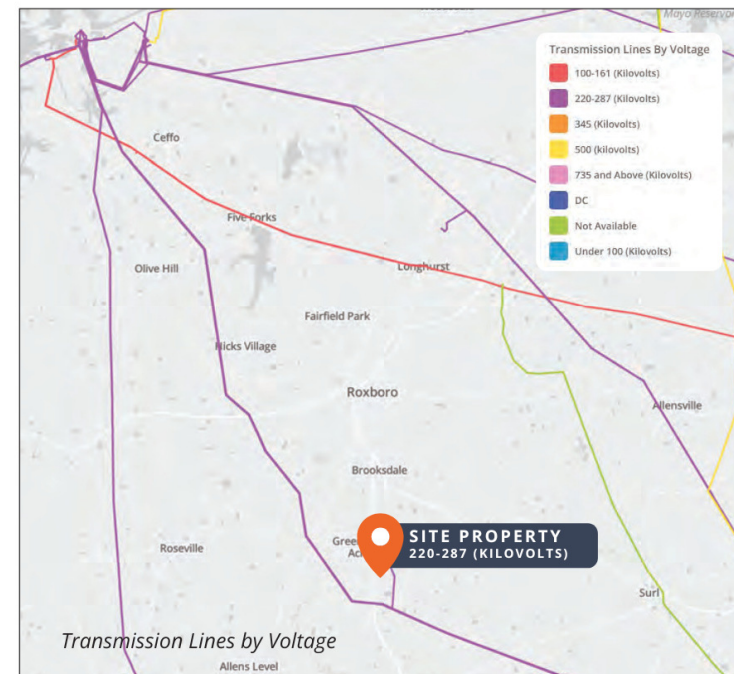 Mayo Reservoir
Transmission Lines By Voltage
100-161 (Kilovolts)
220-287 (Kilovolts)
345 (Kilovolts)
500 (kilovolts)
735 and Above (Kilovolts)
DC
Not Available
Under 100 (Kilovolts)
Ceffo
Five Forks
Olive Hill
Longhurst
Fairfield Park
Hicks Village
Roxboro
Allensville
Brooksdale
SITE PROPERTY
220-287 (KILOVOLTS)
Roseville
Surl
Transmission Lines by Voltage
Allens Level